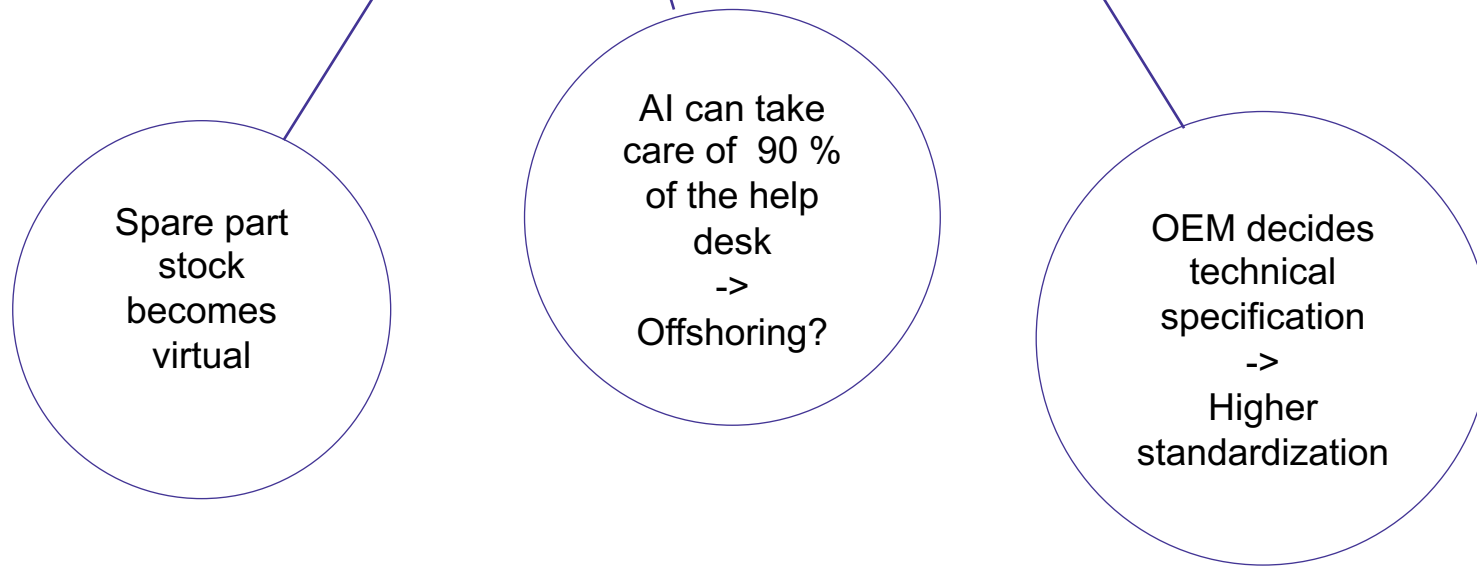 Spare part
stock
becomes
virtual
AI can take
care of  90 %
of the help
desk
->
Offshoring?
OEM decides
technical
specification
->
Higher
standardization